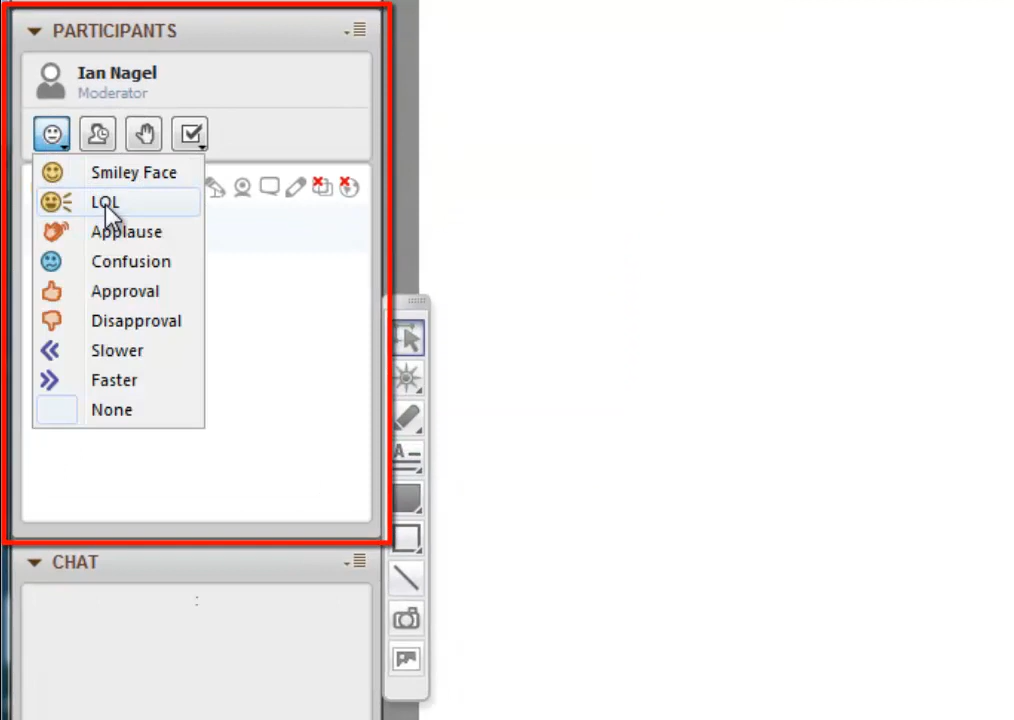 PARTICIPANTS
Ian Nagel
Moderator
Smiley Face
LOL
Applause
Confusion
Approval
Disapproval
Slower
Faster
None
A
CHAT
: